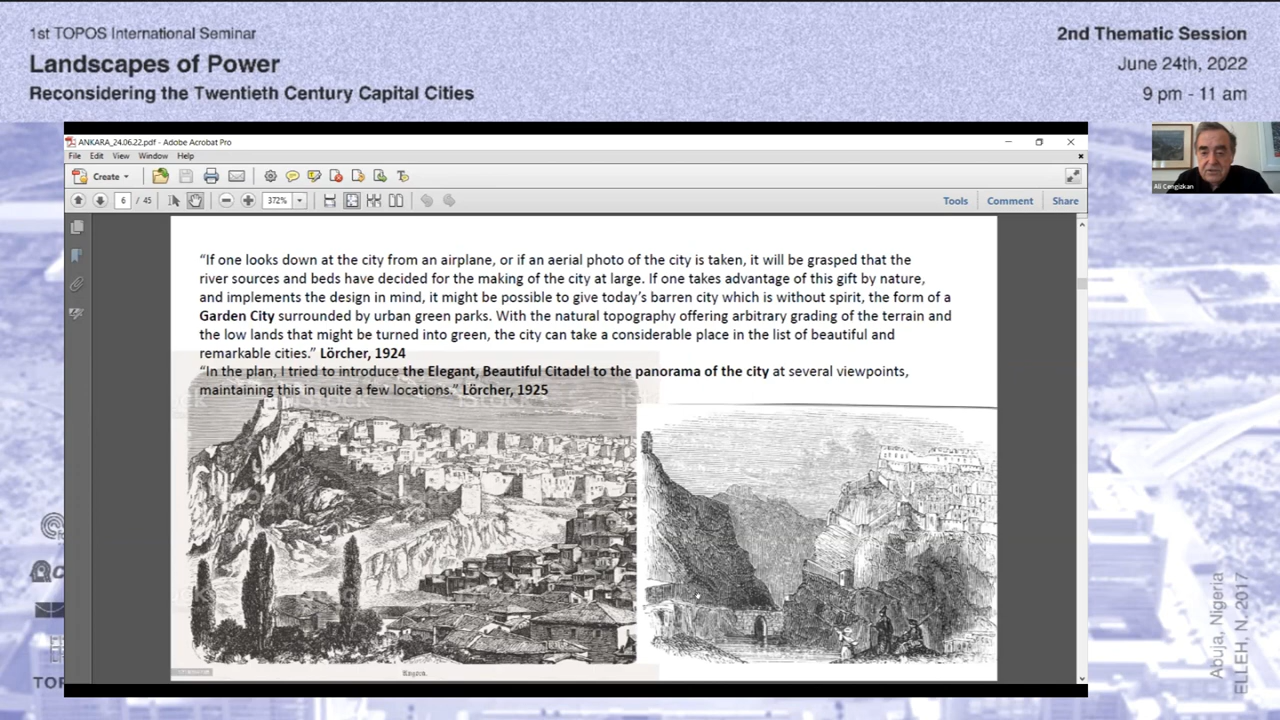 1st TOPOS International Seminar
Landscapes of Power
Reconsidering the Twentieth Century Capital Cities
2nd Thematic Session
June 24th, 2022
9 pm - 11 am
ANKARA_24.06.22.pdf - Adobe Acrobat Pro
File Edit View Window Help
Create
6 / 45 372% Tools Comment Share
“If one looks down at the city from an airplane, or if an aerial photo of the city is taken, it will be grasped that the
river sources and beds have decided for the making of the city at large. If one takes advantage of this gift by nature,
and implements the design in mind, it might be possible to give today’s barren city which is without spirit, the form of a
Garden City surrounded by urban green parks. With the natural topography offering arbitrary grading of the terrain and
the low lands that might be turned into green, the city can take a considerable place in the list of beautiful and
remarkable cities.” Lörcher, 1924
“In the plan, I tried to introduce the Elegant, Beautiful Citadel to the panorama of the city at several viewpoints,
maintaining this in quite a few locations.” Lörcher, 1925
Ali Cengizkan
TOP
Abuja, Nigeria
ELLEH, N. 2017